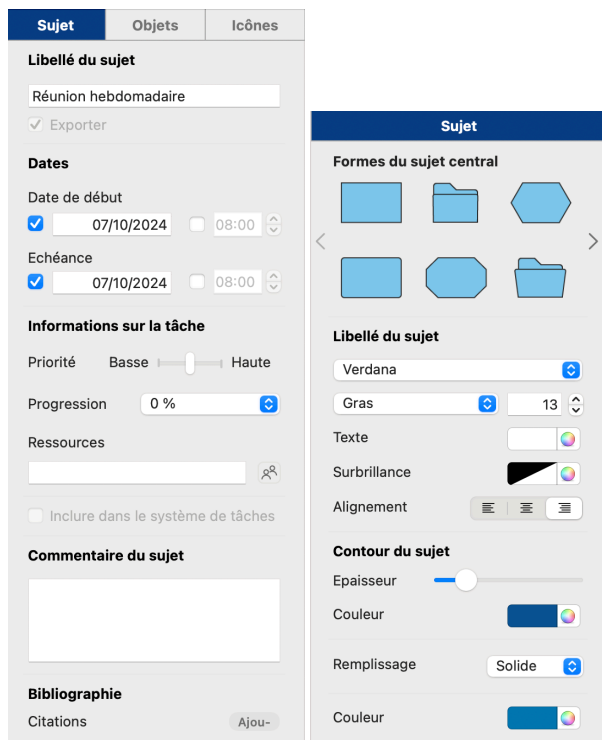 Sujet Objets Icônes
Libellé du sujet
Réunion hebdomadaire
Exporter
Dates
Date de début
07/10/2024 08:00
Echéance
07/10/2024 08:00
Informations sur la tâche
Priorité Basse Haute
Progression 0 %
Ressources
Inclure dans le système de tâches
Commentaire du sujet
Bibliographie
Citations Ajou-
Sujet
Formes du sujet central
Libellé du sujet
Verdana
Gras 13
Texte
Surbrillance
Alignement
Contour du sujet
Epaisseur
Couleur
Remplissage Solide
Couleur